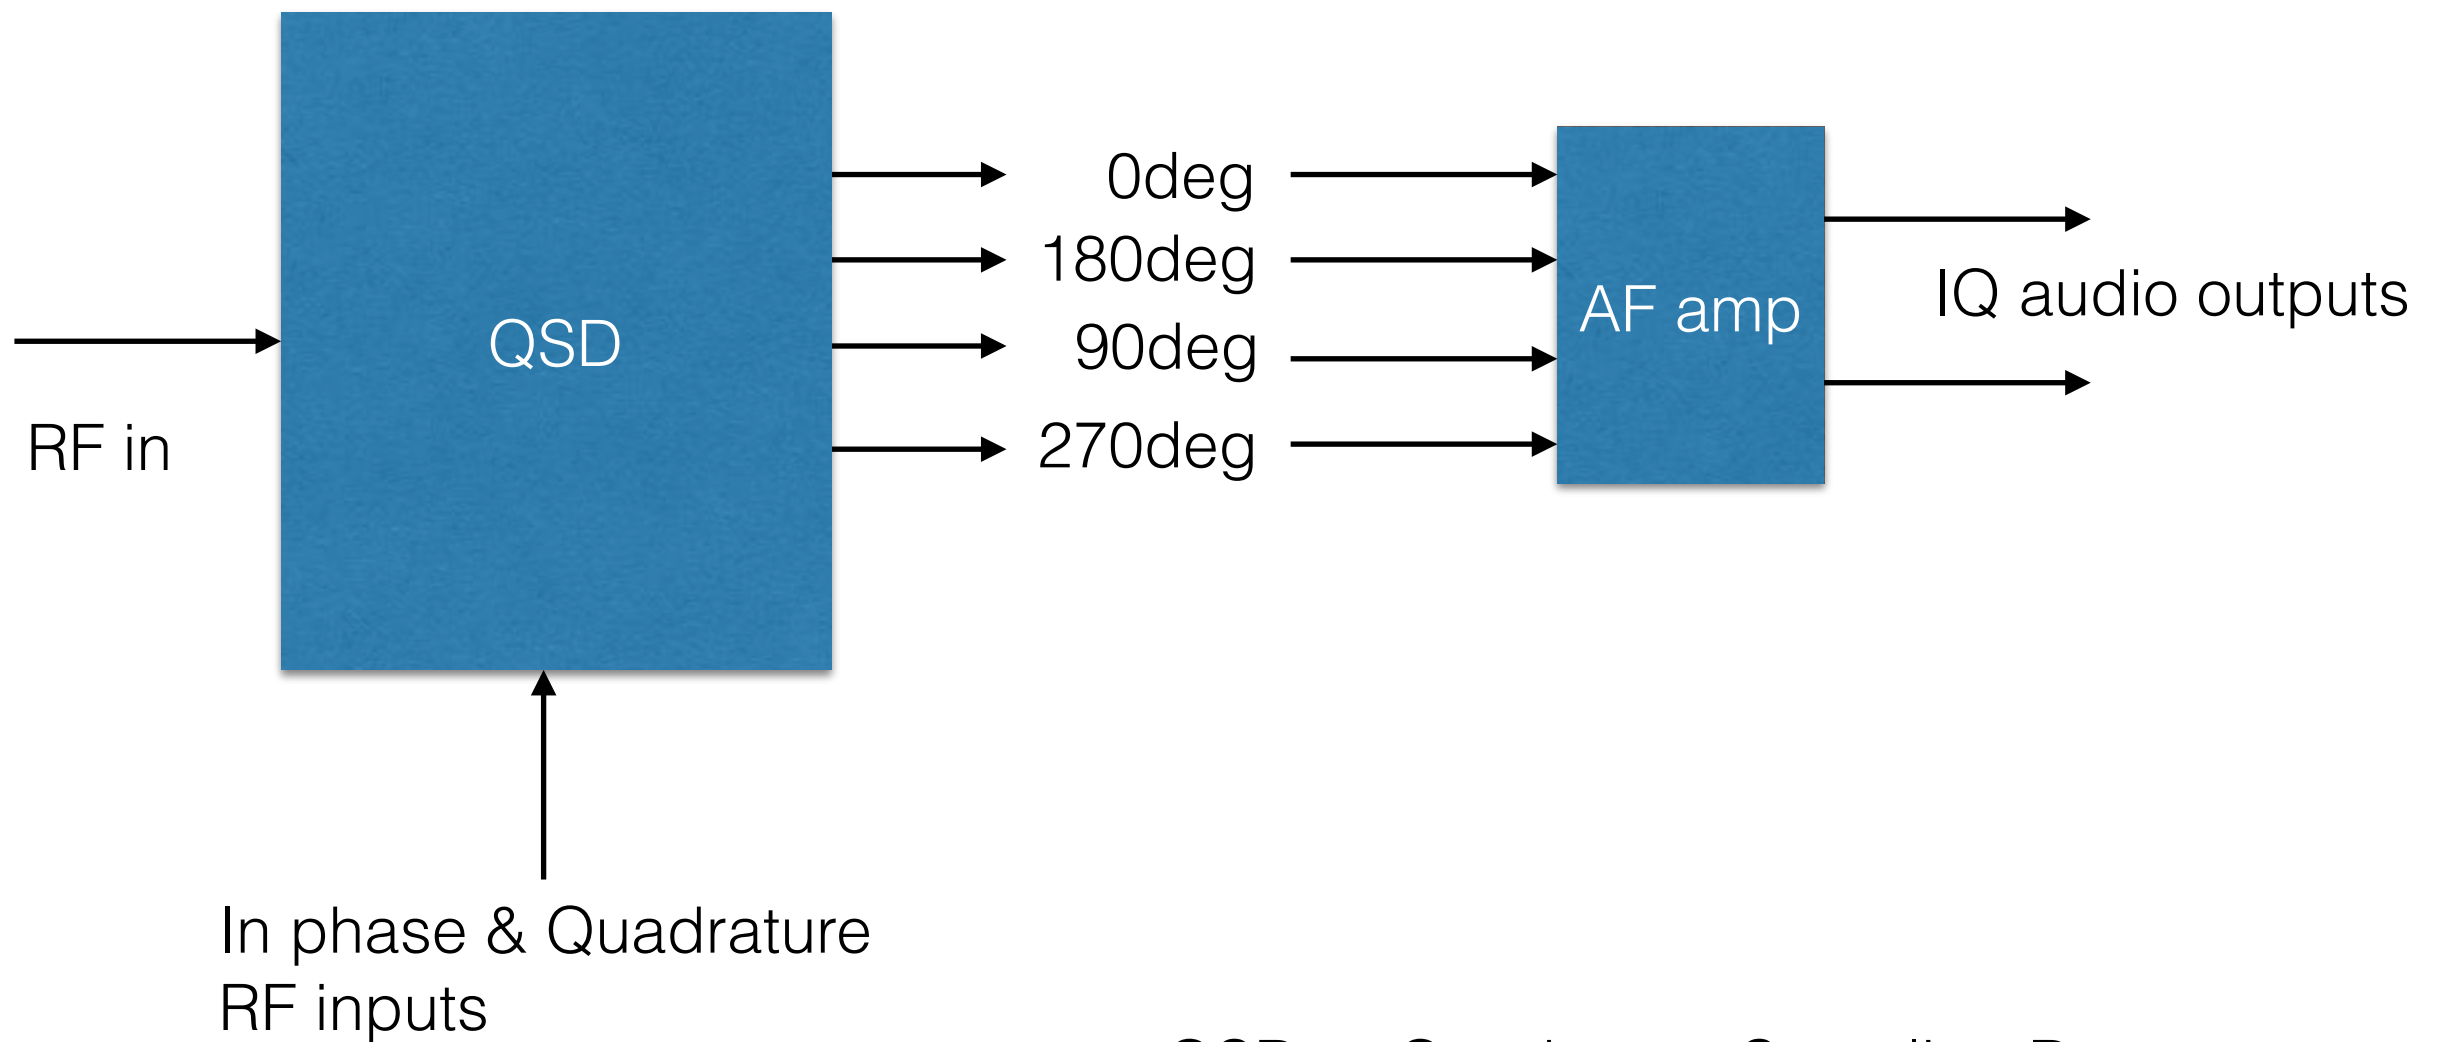 0deg
180deg
QSD
90deg
270deg
AF amp
IQ audio outputs
RF in
In phase & Quadrature
RF inputs